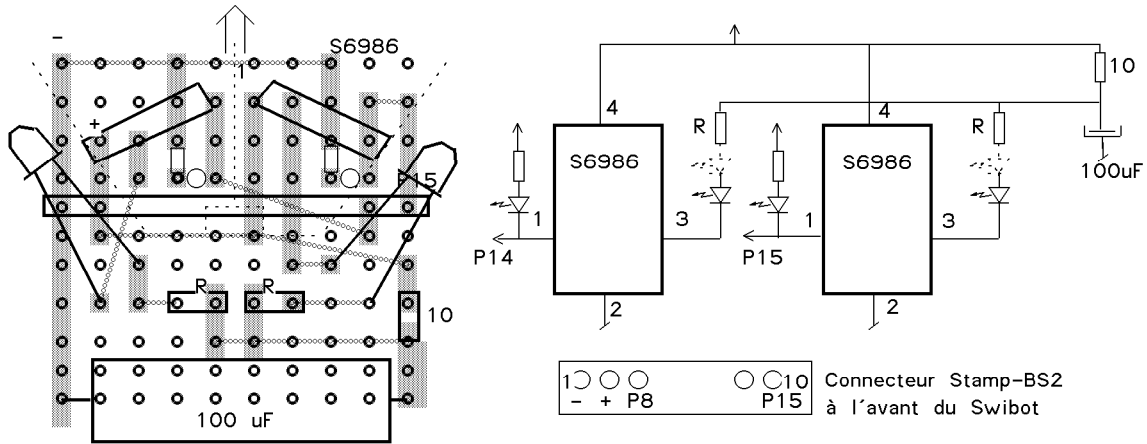 -
S6986
1
+
P15
R R
10
100 uF
10
4
4
R
R
S6986
S6986
100uF
1
3
1
3
P14
P15
2
2
1 10
- + P8 P15
Connecteur Stamp-BS2
à l'avant du Swibot